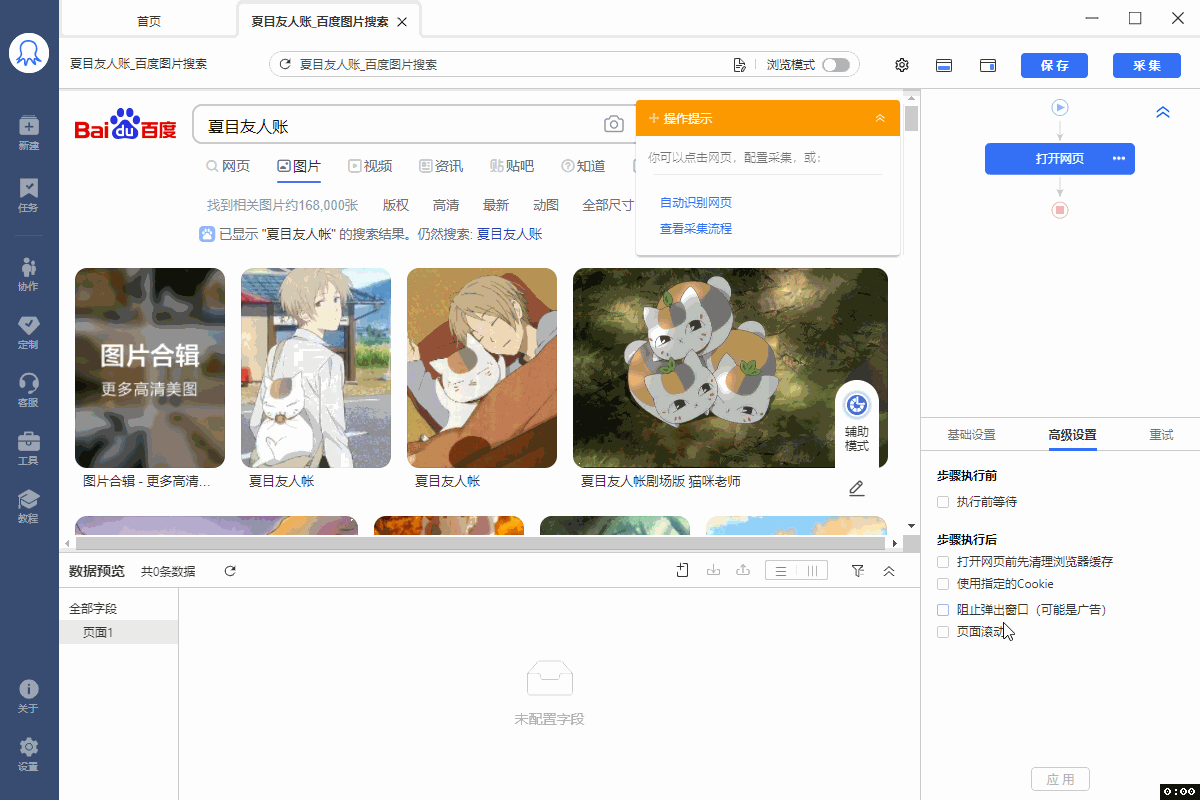 首页
夏目友人账_百度图片搜索
夏目友人账_百度图片搜索
夏目友人账_百度图片搜索
浏览模式
保存
采集
新建
任务
协作
定制
客服
工具
教程
关于
设置
Bai du 百度
夏目友人账
网页
图片
视频
资讯
贴吧
知道
找到相关图片约168,000张
版权
高清
最新
动图
全部尺寸
已显示 "夏目友人帐" 的搜索结果。仍然搜索: 夏目友人账
操作提示
你可以点击网页，配置采集，或：
自动识别网页
查看采集流程
图片合辑
更多高清美图
图片合辑 - 更多高清...
夏目友人帐
夏目友人帐
夏目友人帐剧场版 猫咪老师
辅助
模式
数据预览
共0条数据
全部字段
页面1
未配置字段
打开网页
基础设置
高级设置
重试
步骤执行前
执行前等待
步骤执行后
打开网页前先清理浏览器缓存
使用指定的Cookie
阻止弹出窗口（可能是广告）
页面滚动
应用
0:00